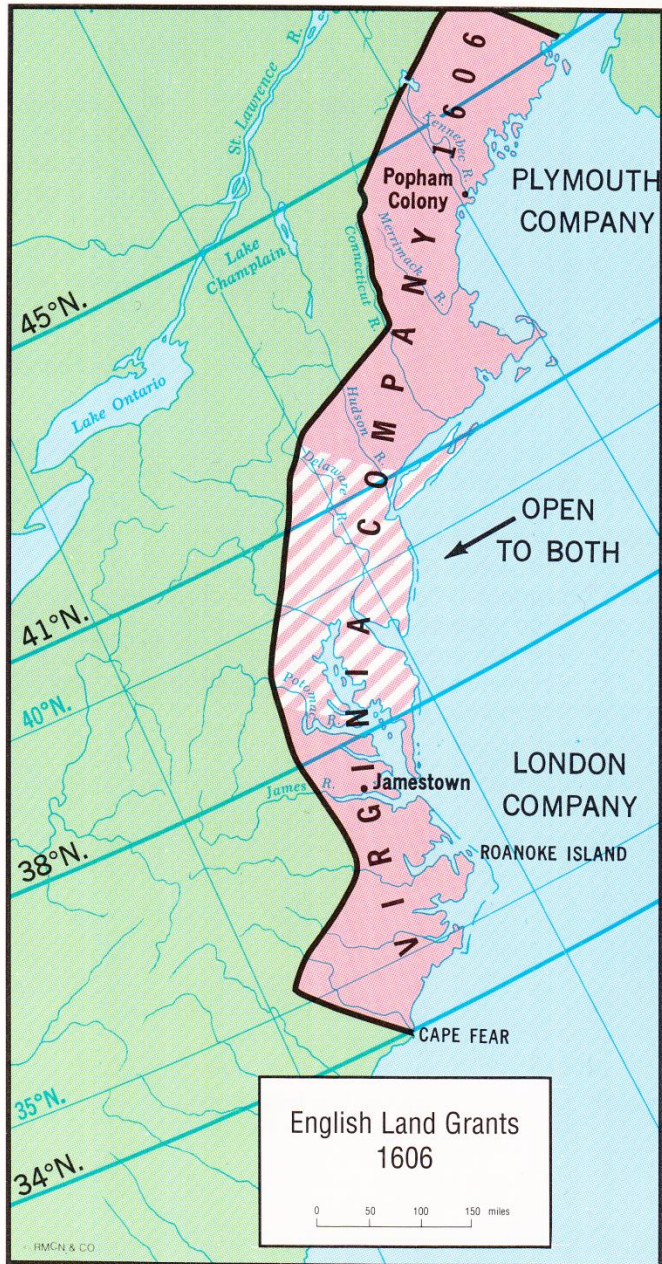 St. Lawrence R.
Kennebec R.
Popham
Colony
PLYMOUTH
COMPANY
Lake
Champlain
Merrimack R.
Connecticut R.
45°N.
Lake Ontario
Hudson R.
Delaware R.
OPEN
TO BOTH
41°N.
40°N.
VIRGINIA COMPANY 1606
Potomac R.
James R.
Jamestown
LONDON
COMPANY
38°N.
ROANOKE ISLAND
CAPE FEAR
35°N.
34°N.
English Land Grants
1606
0 50 100 150 miles
RMCN & CO.